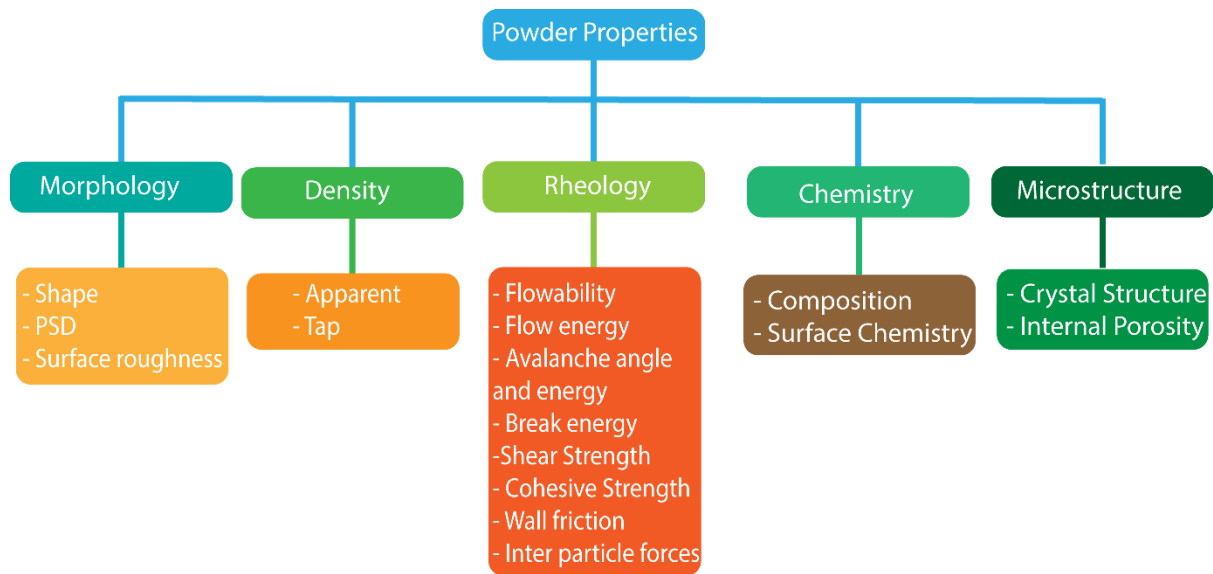 Powder Properties
Morphology
Density
Rheology
Chemistry
Microstructure
- Shape
- PSD
- Surface roughness
- Apparent
- Tap
- Flowability
- Flow energy
- Avalanche angle
and energy
- Break energy
-Shear Strength
- Cohesive Strength
- Wall friction
- Inter particle forces
- Composition
- Surface Chemistry
- Crystal Structure
- Internal Porosity